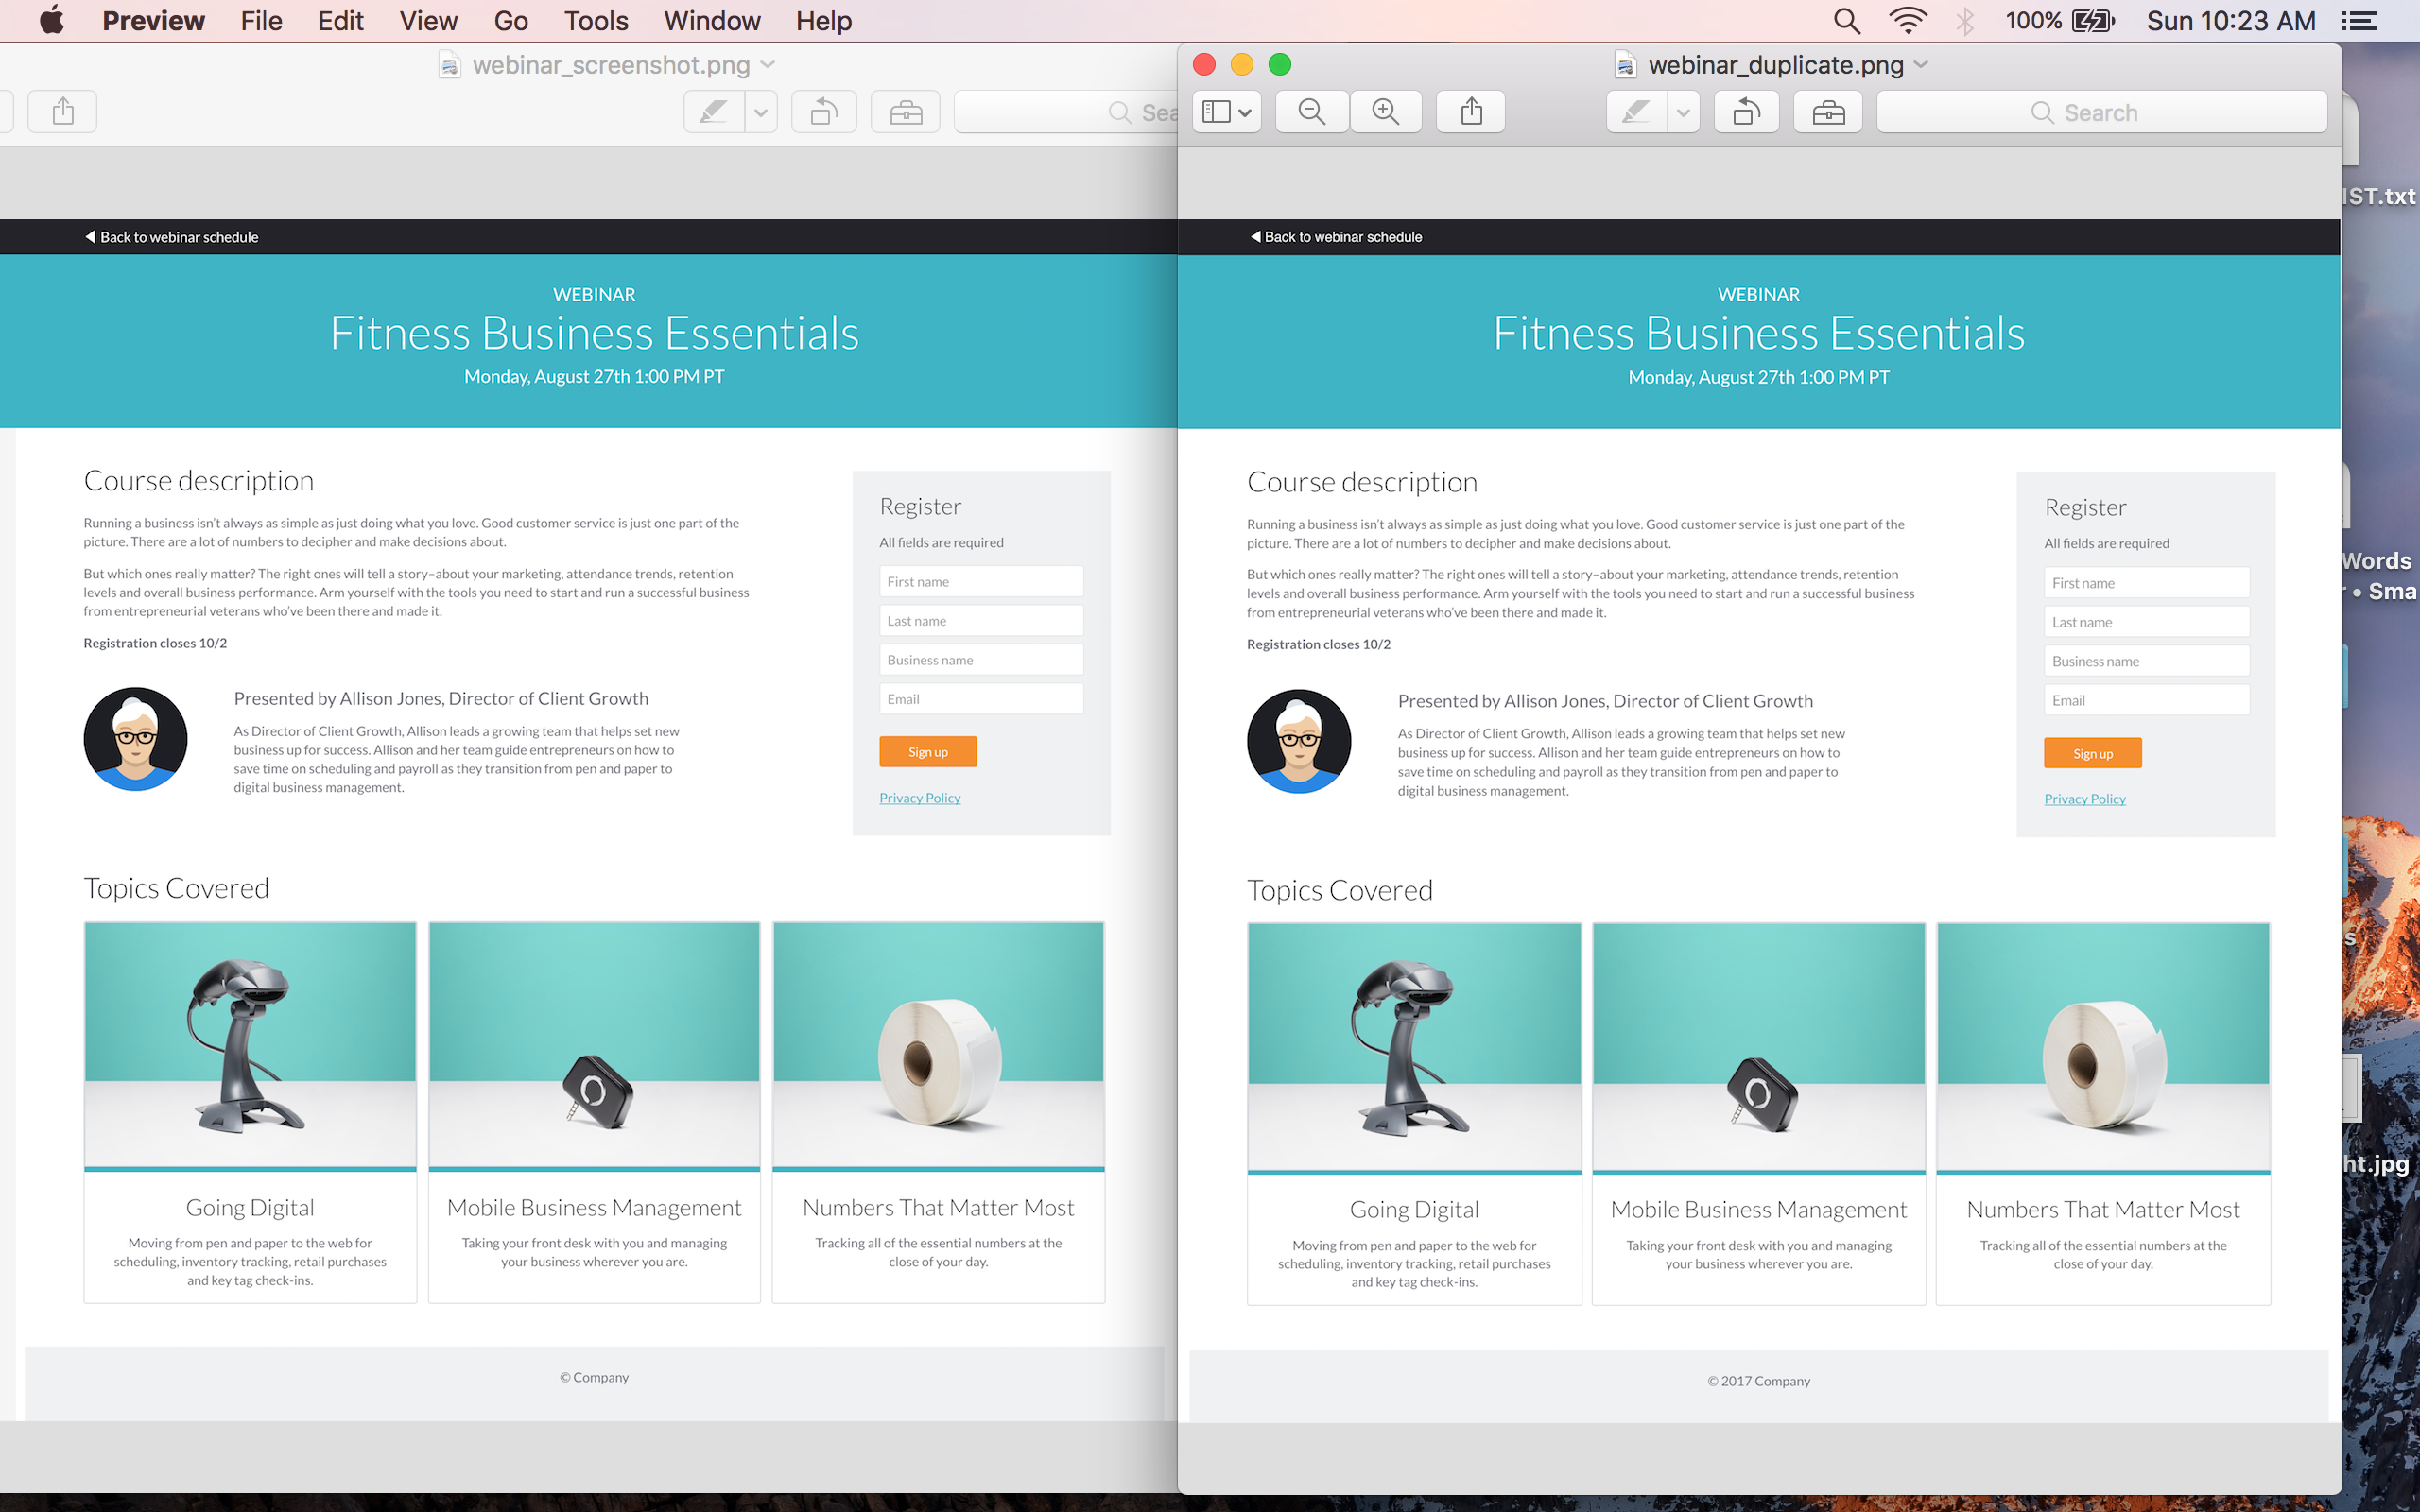 Preview File Edit View Go Tools Window Help 100% Sun 10:23 AM
webinar_screenshot.png
Sea
◀ Back to webinar schedule
WEBINAR
Fitness Business Essentials
Monday, August 27th 1:00 PM PT
Course description
Running a business isn't always as simple as just doing what you love. Good customer service is just one part of the
picture. There are a lot of numbers to decipher and make decisions about.
But which ones really matter? The right ones will tell a story–about your marketing, attendance trends, retention
levels and overall business performance. Arm yourself with the tools you need to start and run a successful business
from entrepreneurial veterans who've been there and made it.
Registration closes 10/2
Presented by Allison Jones, Director of Client Growth
As Director of Client Growth, Allison leads a growing team that helps set new
business up for success. Allison and her team guide entrepreneurs on how to
save time on scheduling and payroll as they transition from pen and paper to
digital business management.
Register
All fields are required
First name
Last name
Business name
Email
Sign up
Privacy Policy
Topics Covered
Going Digital
Moving from pen and paper to the web for
scheduling, inventory tracking, retail purchases
and key tag check-ins.
Mobile Business Management
Taking your front desk with you and managing
your business wherever you are.
Numbers That Matter Most
Tracking all of the essential numbers at the
close of your day.
© Company
webinar_duplicate.png
Search
◀ Back to webinar schedule
WEBINAR
Fitness Business Essentials
Monday, August 27th 1:00 PM PT
Course description
Running a business isn't always as simple as just doing what you love. Good customer service is just one part of the
picture. There are a lot of numbers to decipher and make decisions about.
But which ones really matter? The right ones will tell a story–about your marketing, attendance trends, retention
levels and overall business performance. Arm yourself with the tools you need to start and run a successful business
from entrepreneurial veterans who've been there and made it.
Registration closes 10/2
Presented by Allison Jones, Director of Client Growth
As Director of Client Growth, Allison leads a growing team that helps set new
business up for success. Allison and her team guide entrepreneurs on how to
save time on scheduling and payroll as they transition from pen and paper to
digital business management.
Register
All fields are required
First name
Last name
Business name
Email
Sign up
Privacy Policy
Topics Covered
Going Digital
Moving from pen and paper to the web for
scheduling, inventory tracking, retail purchases
and key tag check-ins.
Mobile Business Management
Taking your front desk with you and managing
your business wherever you are.
Numbers That Matter Most
Tracking all of the essential numbers at the
close of your day.
© 2017 Company
IST.txt
Words
• Sma
s
ht.jpg